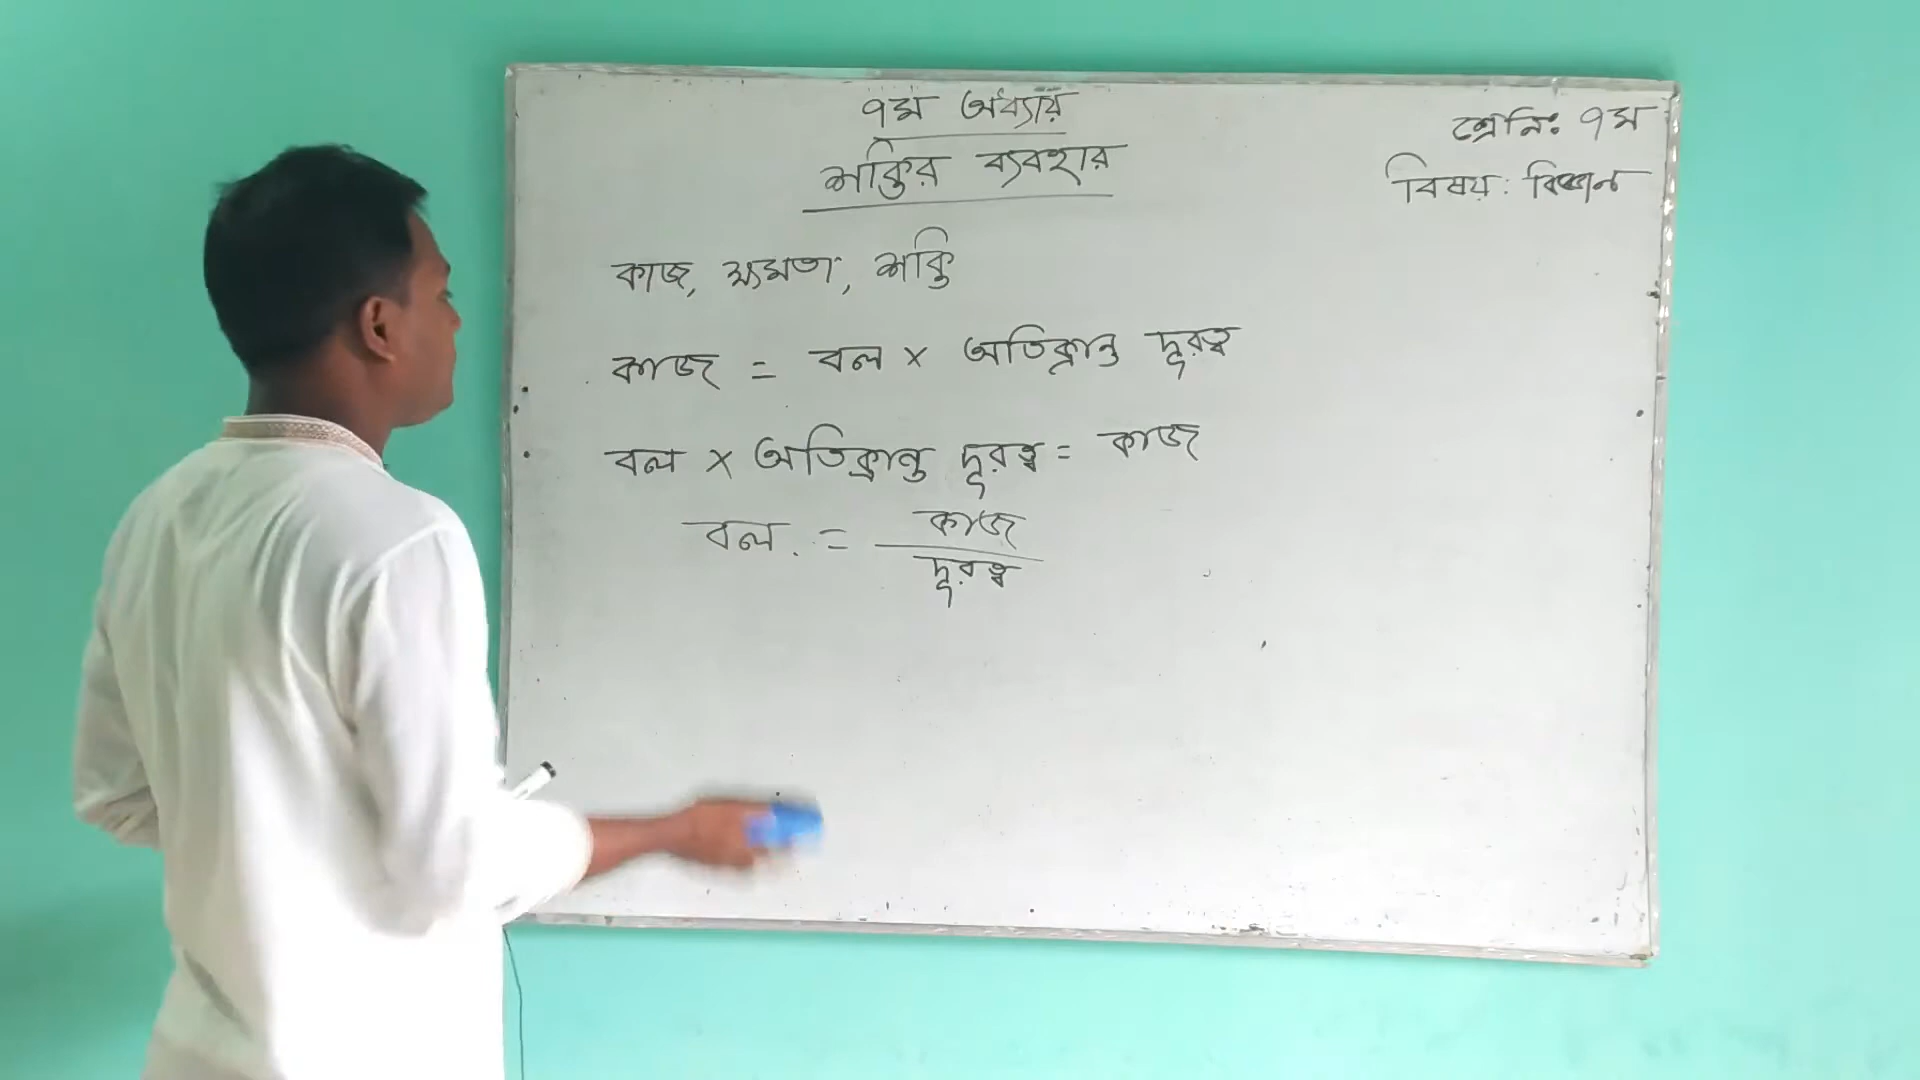 ৭ম অধ্যায়
শক্তির ব্যবহার
শ্রেনিঃ ৭ম
বিষয়: বিজ্ঞান
কাজ, ক্ষমতা, শক্তি
কাজ = বল × অতিক্রান্ত দূরত্ব
বল × অতিক্রান্ত দূরত্ব = কাজ
বল = কাজ
দূরত্ব